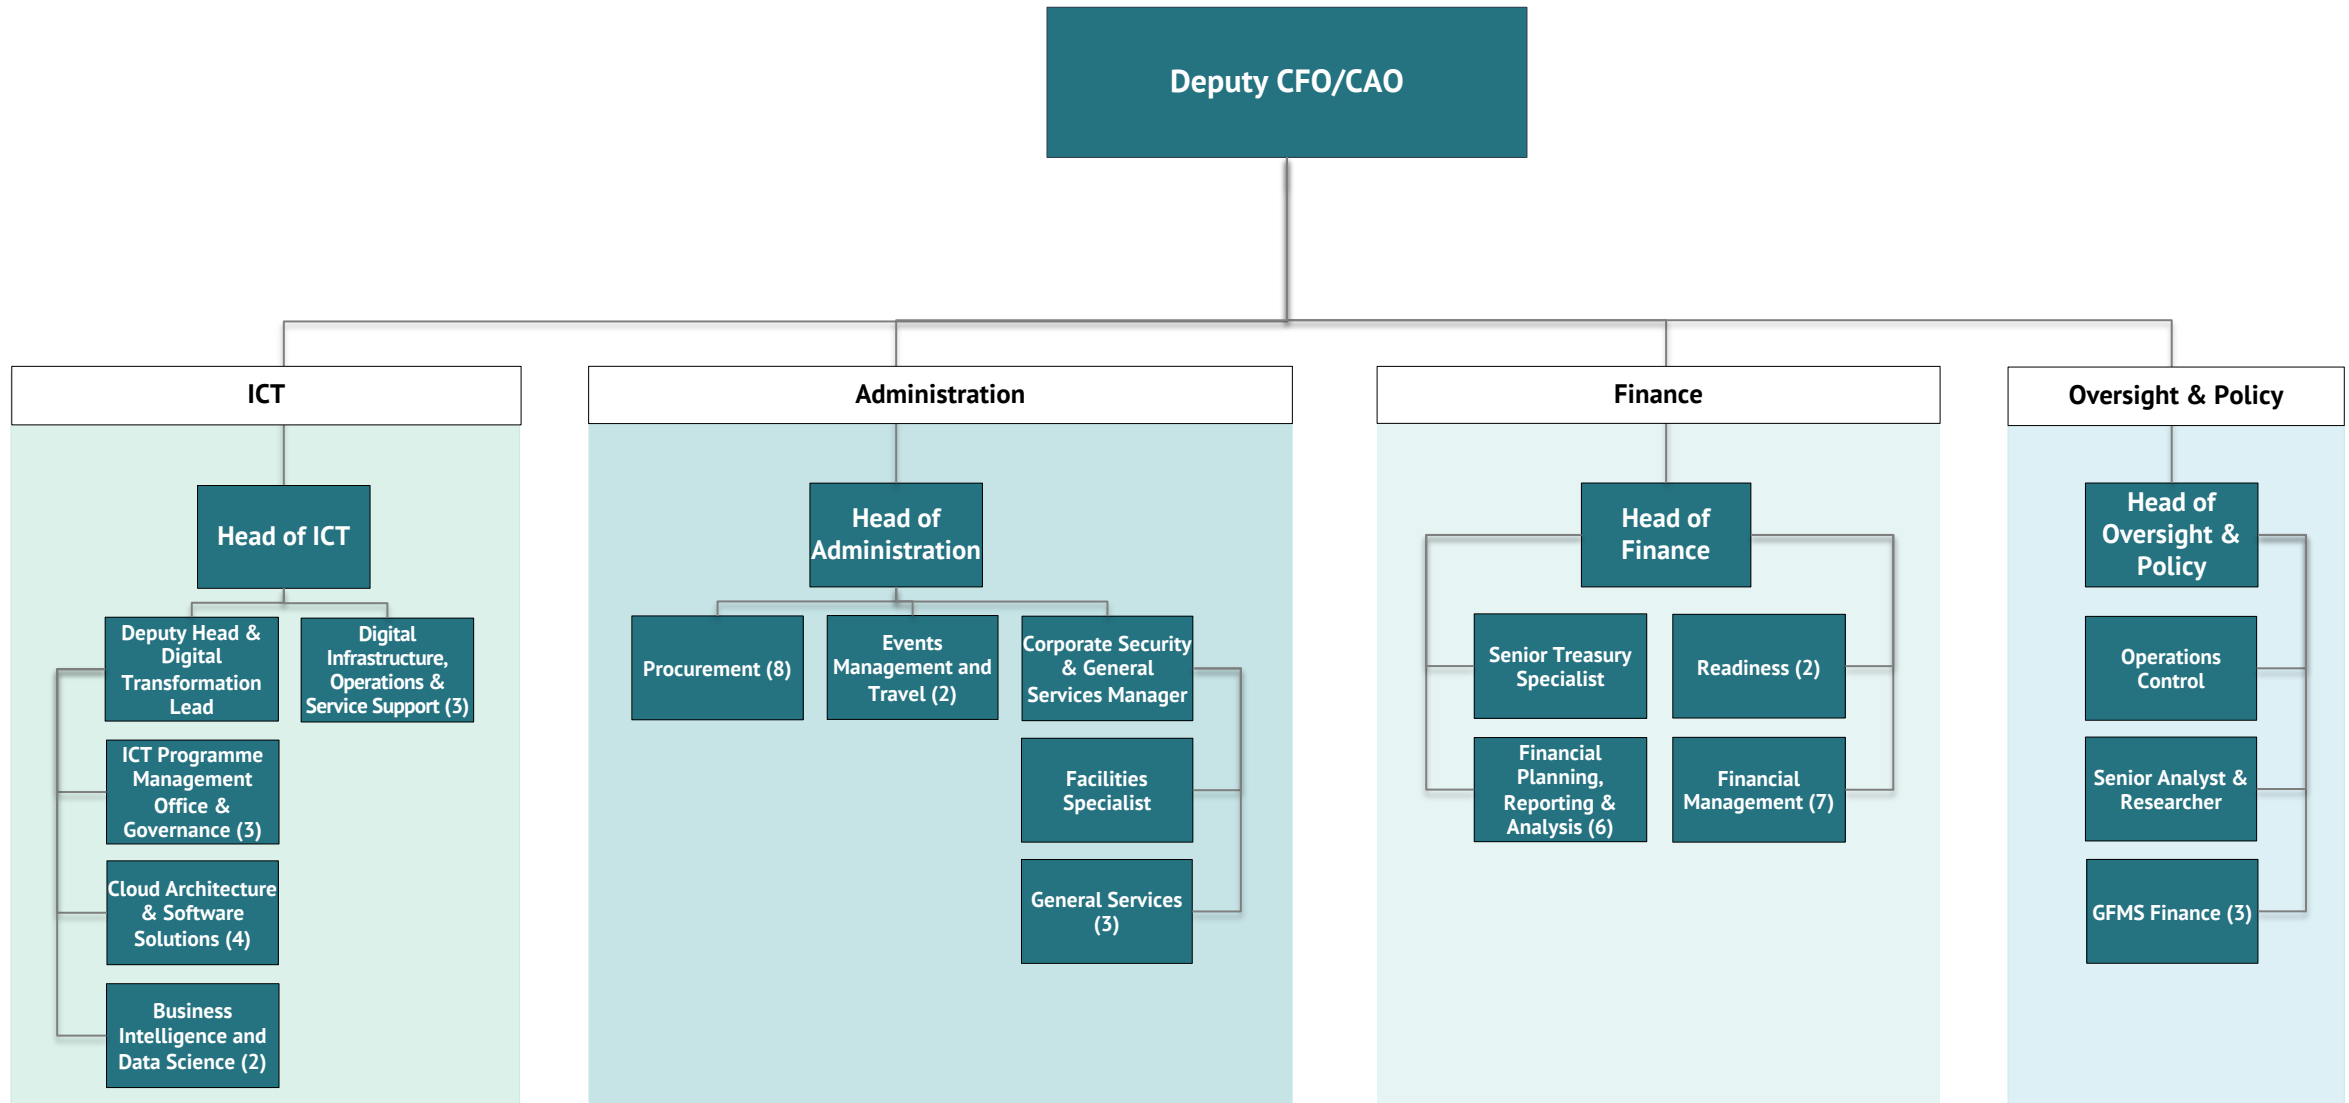 Deputy CFO/CAO
ICT
Head of ICT
Deputy Head &
Digital
Transformation
Lead
Digital
Infrastructure,
Operations &
Service Support (3)
ICT Programme
Management
Office &
Governance (3)
Cloud Architecture
& Software
Solutions (4)
Business
Intelligence and
Data Science (2)
Administration
Head of
Administration
Procurement (8)
Events
Management and
Travel (2)
Corporate Security
& General
Services Manager
Facilities
Specialist
General Services
(3)
Finance
Head of
Finance
Senior Treasury
Specialist
Readiness (2)
Financial
Planning,
Reporting &
Analysis (6)
Financial
Management (7)
Oversight & Policy
Head of
Oversight &
Policy
Operations
Control
Senior Analyst &
Researcher
GFMS Finance (3)